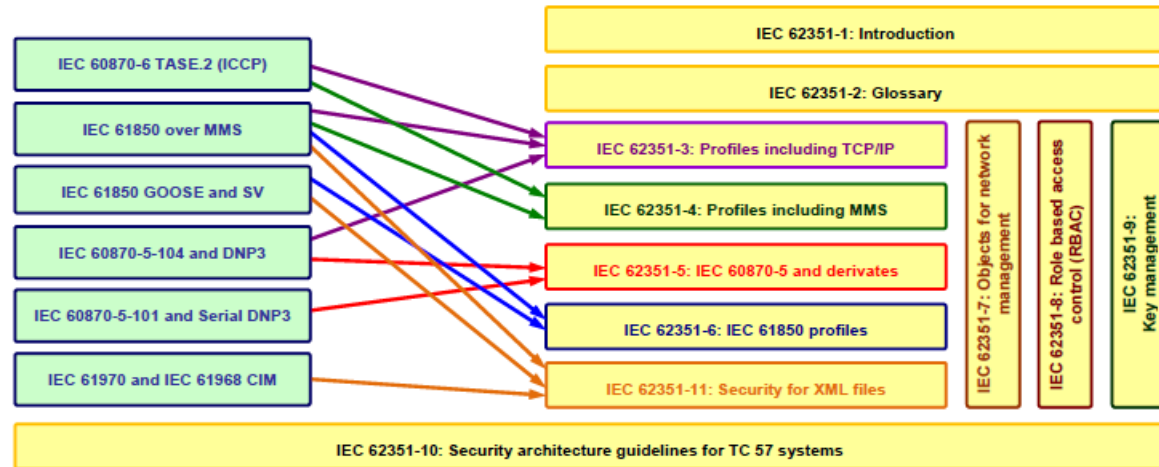 IEC 62351-1: Introduction
IEC 62351-2: Glossary
IEC 60870-6 TASE.2 (ICCP)
IEC 61850 over MMS
IEC 61850 GOOSE and SV
IEC 60870-5-104 and DNP3
IEC 60870-5-101 and Serial DNP3
IEC 61970 and IEC 61968 CIM
IEC 62351-3: Profiles including TCP/IP
IEC 62351-4: Profiles including MMS
IEC 62351-5: IEC 60870-5 and derivates
IEC 62351-6: IEC 61850 profiles
IEC 62351-11: Security for XML files
IEC 62351-7: Objects for network
management
IEC 62351-8: Role based access
control (RBAC)
IEC 62351-9:
Key management
IEC 62351-10: Security architecture guidelines for TC 57 systems